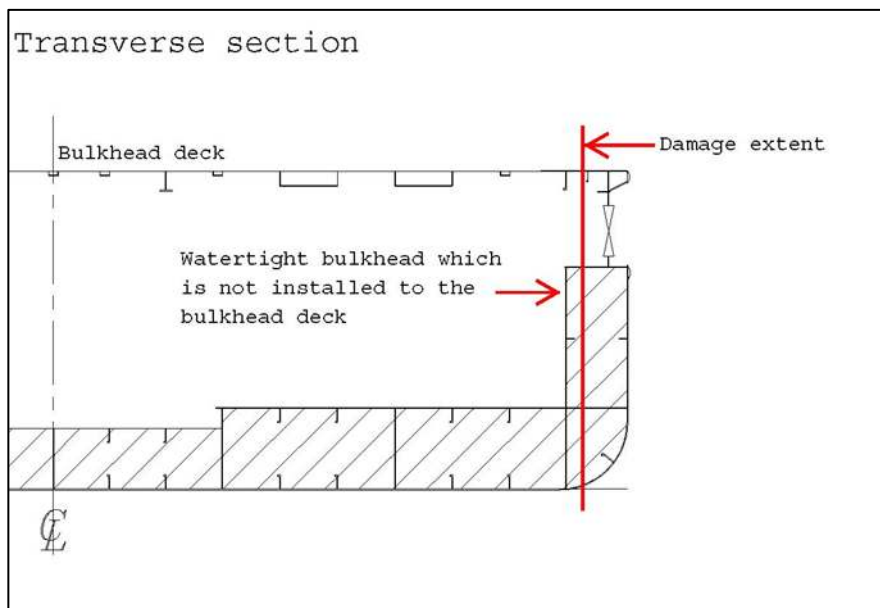 Transverse section
Bulkhead deck
Damage extent
Watertight bulkhead which
is not installed to the
bulkhead deck
CL